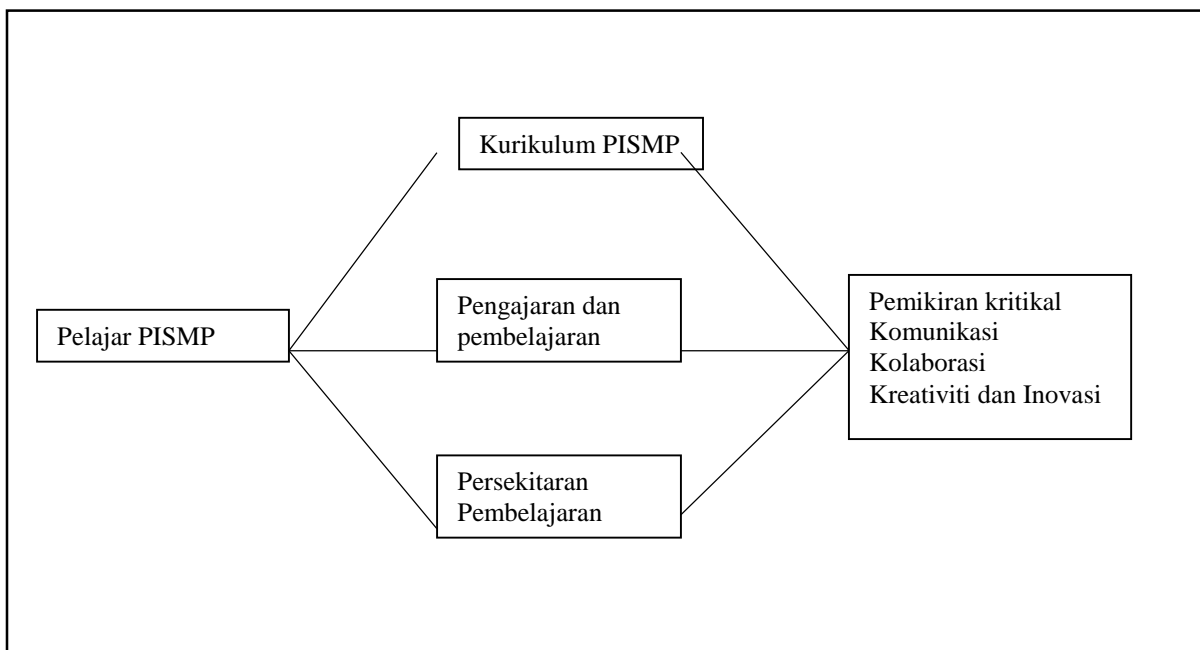 Kurikulum PISMP
Pelajar PISMP
Pengajaran dan
pembelajaran
Persekitaran
Pembelajaran
Pemikiran kritikal
Komunikasi
Kolaborasi
Kreativiti dan Inovasi